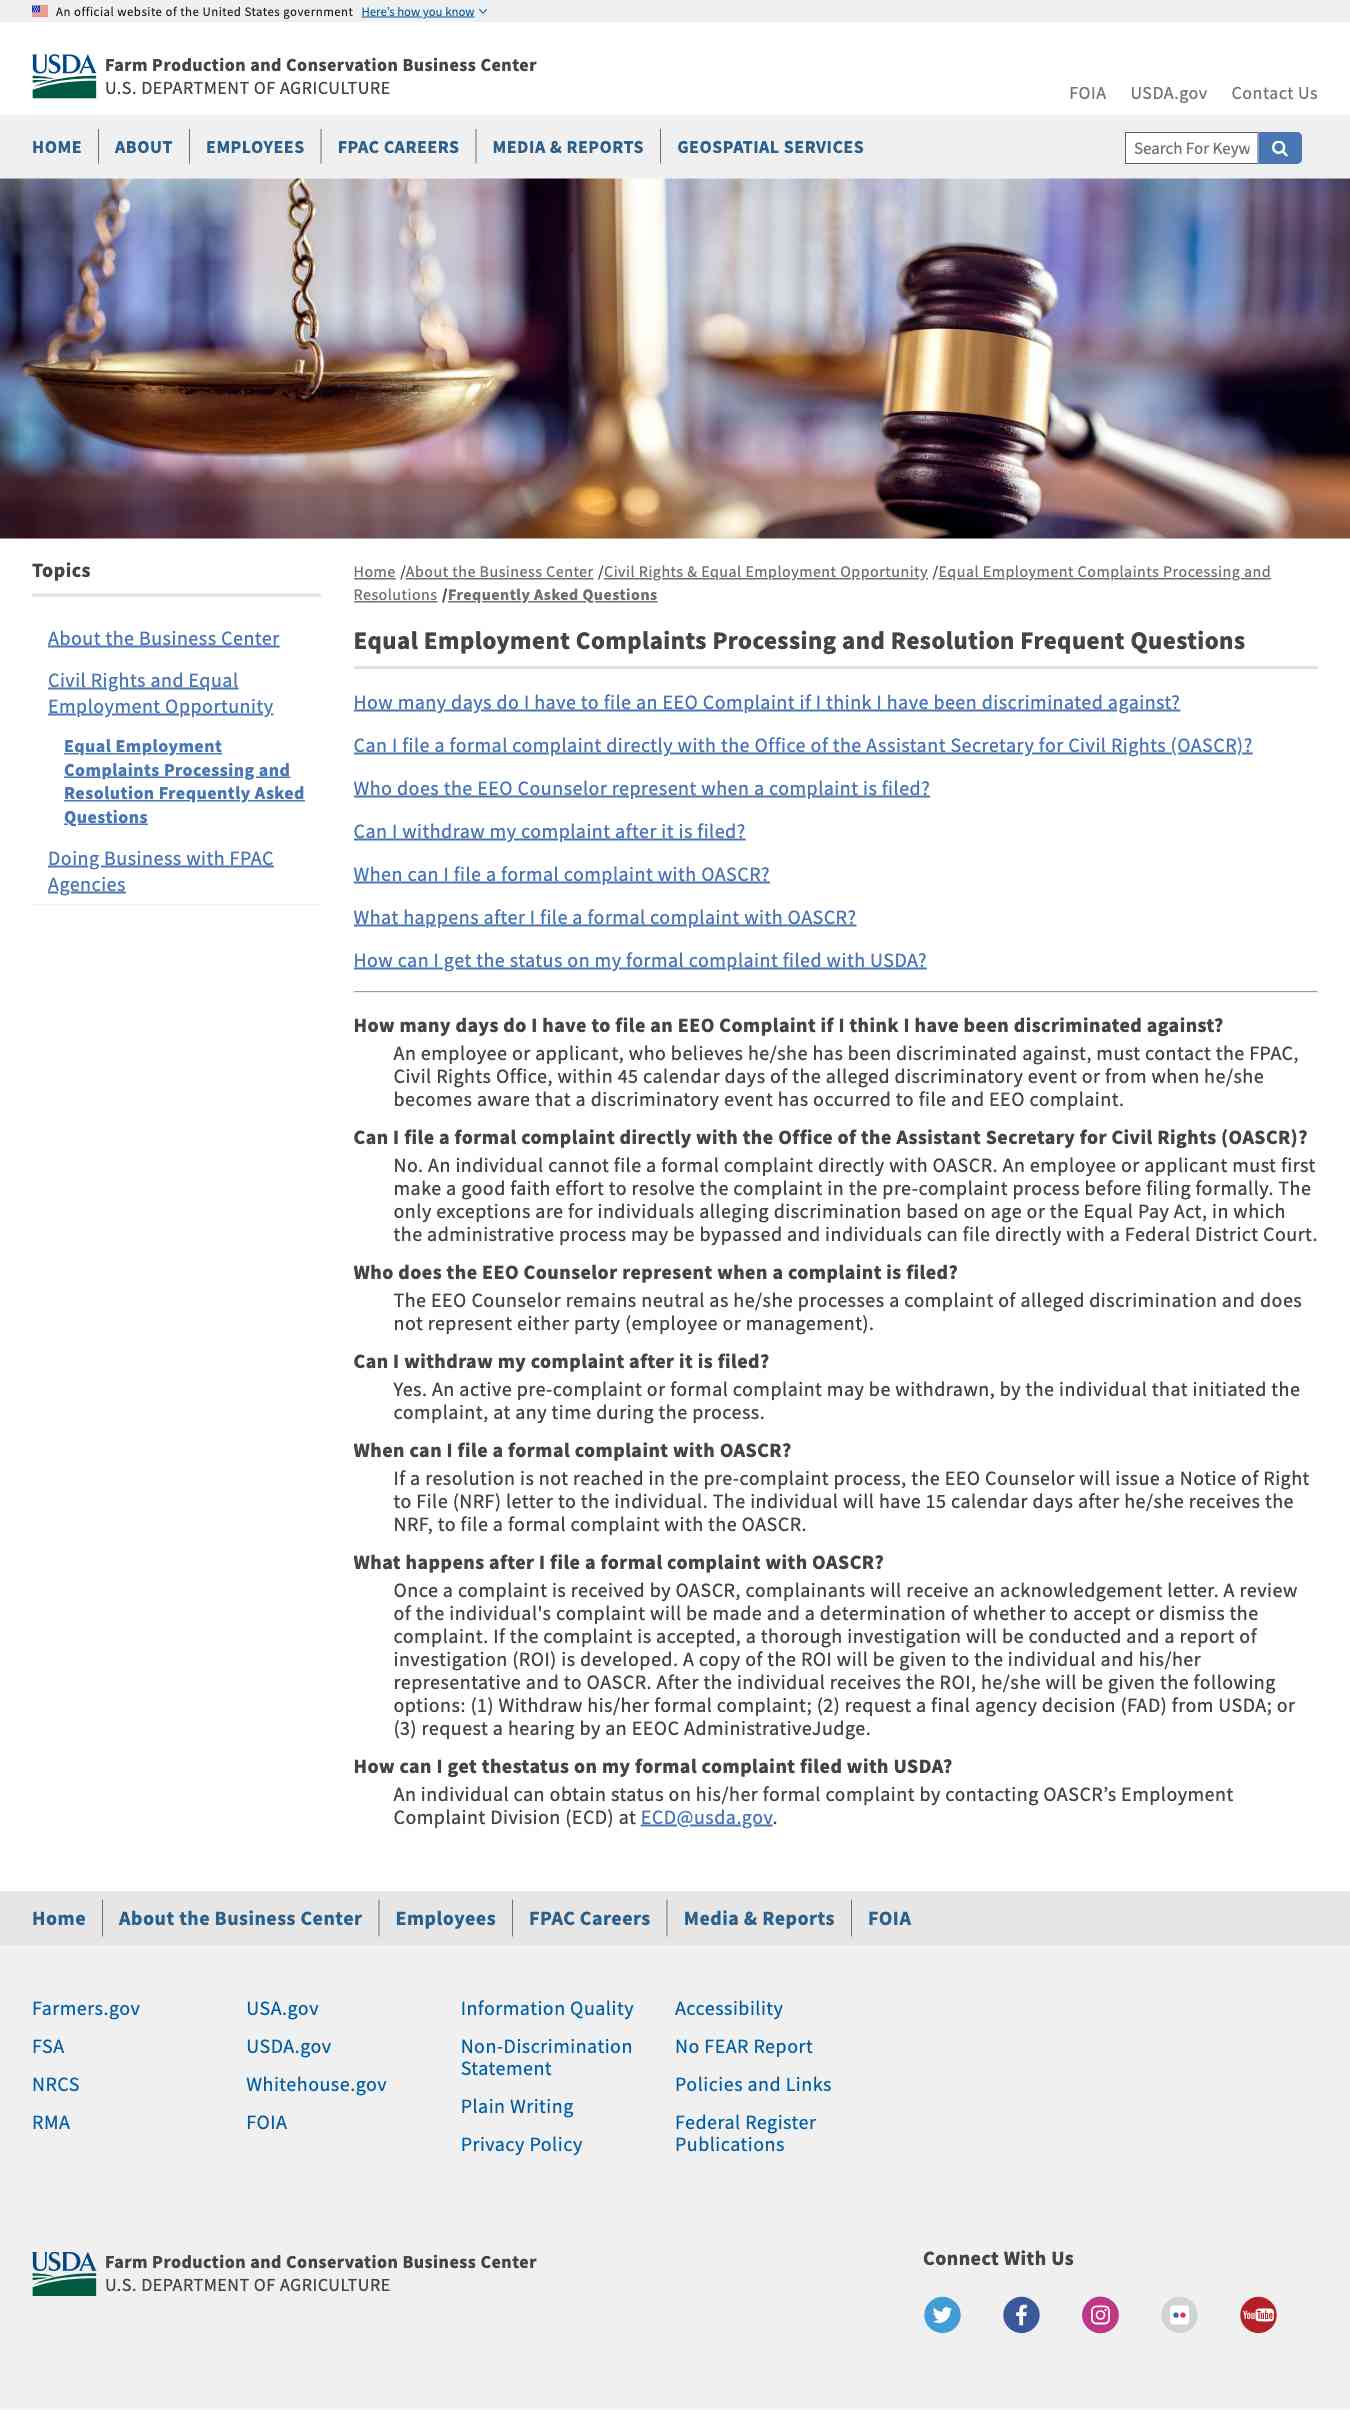 An official website of the United States government Here's how you know
USDA Farm Production and Conservation Business Center
U.S. DEPARTMENT OF AGRICULTURE
FOIA USDA.gov Contact Us
HOME ABOUT EMPLOYEES FPAC CAREERS MEDIA & REPORTS GEOSPATIAL SERVICES Search For Keyw
Topics
About the Business Center
Civil Rights and Equal
Employment Opportunity
Equal Employment
Complaints Processing and
Resolution Frequently Asked
Questions
Doing Business with FPAC
Agencies
Home /About the Business Center /Civil Rights & Equal Employment Opportunity /Equal Employment Complaints Processing and
Resolutions /Frequently Asked Questions
Equal Employment Complaints Processing and Resolution Frequent Questions
How many days do I have to file an EEO Complaint if I think I have been discriminated against?
Can I file a formal complaint directly with the Office of the Assistant Secretary for Civil Rights (OASCR)?
Who does the EEO Counselor represent when a complaint is filed?
Can I withdraw my complaint after it is filed?
When can I file a formal complaint with OASCR?
What happens after I file a formal complaint with OASCR?
How can I get the status on my formal complaint filed with USDA?
How many days do I have to file an EEO Complaint if I think I have been discriminated against?
An employee or applicant, who believes he/she has been discriminated against, must contact the FPAC,
Civil Rights Office, within 45 calendar days of the alleged discriminatory event or from when he/she
becomes aware that a discriminatory event has occurred to file and EEO complaint.
Can I file a formal complaint directly with the Office of the Assistant Secretary for Civil Rights (OASCR)?
No. An individual cannot file a formal complaint directly with OASCR. An employee or applicant must first
make a good faith effort to resolve the complaint in the pre-complaint process before filing formally. The
only exceptions are for individuals alleging discrimination based on age or the Equal Pay Act, in which
the administrative process may be bypassed and individuals can file directly with a Federal District Court.
Who does the EEO Counselor represent when a complaint is filed?
The EEO Counselor remains neutral as he/she processes a complaint of alleged discrimination and does
not represent either party (employee or management).
Can I withdraw my complaint after it is filed?
Yes. An active pre-complaint or formal complaint may be withdrawn, by the individual that initiated the
complaint, at any time during the process.
When can I file a formal complaint with OASCR?
If a resolution is not reached in the pre-complaint process, the EEO Counselor will issue a Notice of Right
to File (NRF) letter to the individual. The individual will have 15 calendar days after he/she receives the
NRF, to file a formal complaint with the OASCR.
What happens after I file a formal complaint with OASCR?
Once a complaint is received by OASCR, complainants will receive an acknowledgement letter. A review
of the individual's complaint will be made and a determination of whether to accept or dismiss the
complaint. If the complaint is accepted, a thorough investigation will be conducted and a report of
investigation (ROI) is developed. A copy of the ROI will be given to the individual and his/her
representative and to OASCR. After the individual receives the ROI, he/she will be given the following
options: (1) Withdraw his/her formal complaint; (2) request a final agency decision (FAD) from USDA; or
(3) request a hearing by an EEOC AdministrativeJudge.
How can I get thestatus on my formal complaint filed with USDA?
An individual can obtain status on his/her formal complaint by contacting OASCR’s Employment
Complaint Division (ECD) at ECD@usda.gov.
Home About the Business Center Employees FPAC Careers Media & Reports FOIA
Farmers.gov
FSA
NRCS
RMA
USA.gov
USDA.gov
Whitehouse.gov
FOIA
Information Quality
Non-Discrimination
Statement
Plain Writing
Privacy Policy
Accessibility
No FEAR Report
Policies and Links
Federal Register
Publications
USDA Farm Production and Conservation Business Center
U.S. DEPARTMENT OF AGRICULTURE
Connect With Us
YouTube